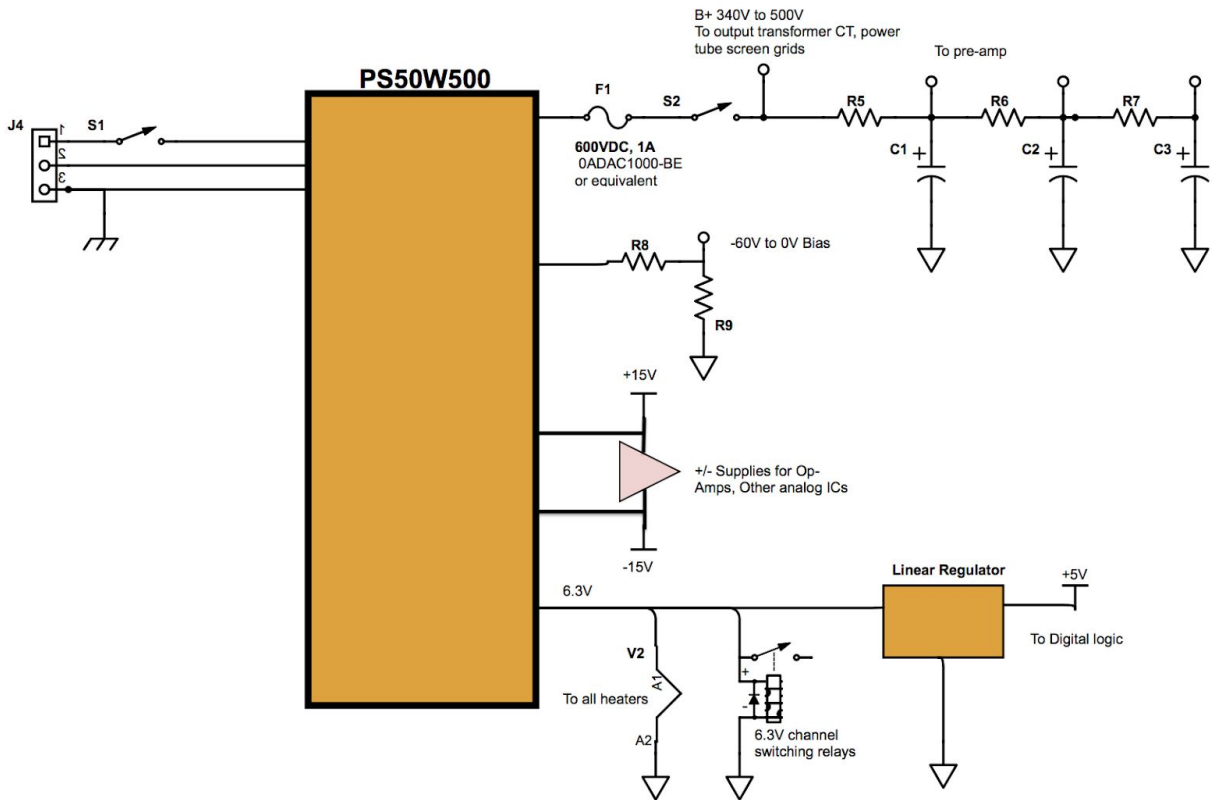 B+ 340V to 500V
To output transformer CT, power
tube screen grids
To pre-amp
PS50W500
F1
S2
R5
R6
R7
J4
S1
1
2
3
600VDC, 1A
0ADAC1000-BE
or equivalent
C1 +
C2 +
C3 +
R8
-60V to 0V Bias
R9
+15V
+/- Supplies for Op-
Amps, Other analog ICs
-15V
6.3V
Linear Regulator
+5V
To Digital logic
V2
A1
To all heaters
A2
+
-
6.3V channel
switching relays